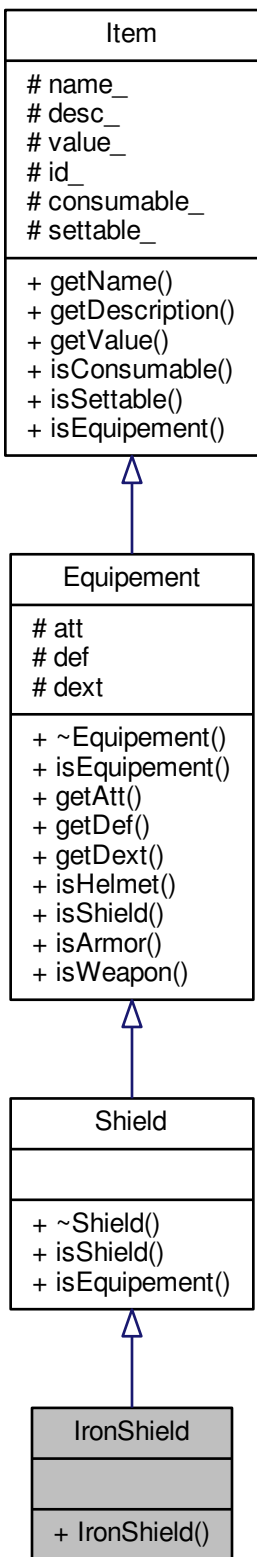 Item
# name_
# desc_
# value_
# id_
# consumable_
# settable_
+ getName()
+ getDescription()
+ getValue()
+ isConsumable()
+ isSettable()
+ isEquipement()
Equipement
# att
# def
# dext
+ ~Equipement()
+ isEquipement()
+ getAtt()
+ getDef()
+ getDext()
+ isHelmet()
+ isShield()
+ isArmor()
+ isWeapon()
Shield
+ ~Shield()
+ isShield()
+ isEquipement()
IronShield
+ IronShield()